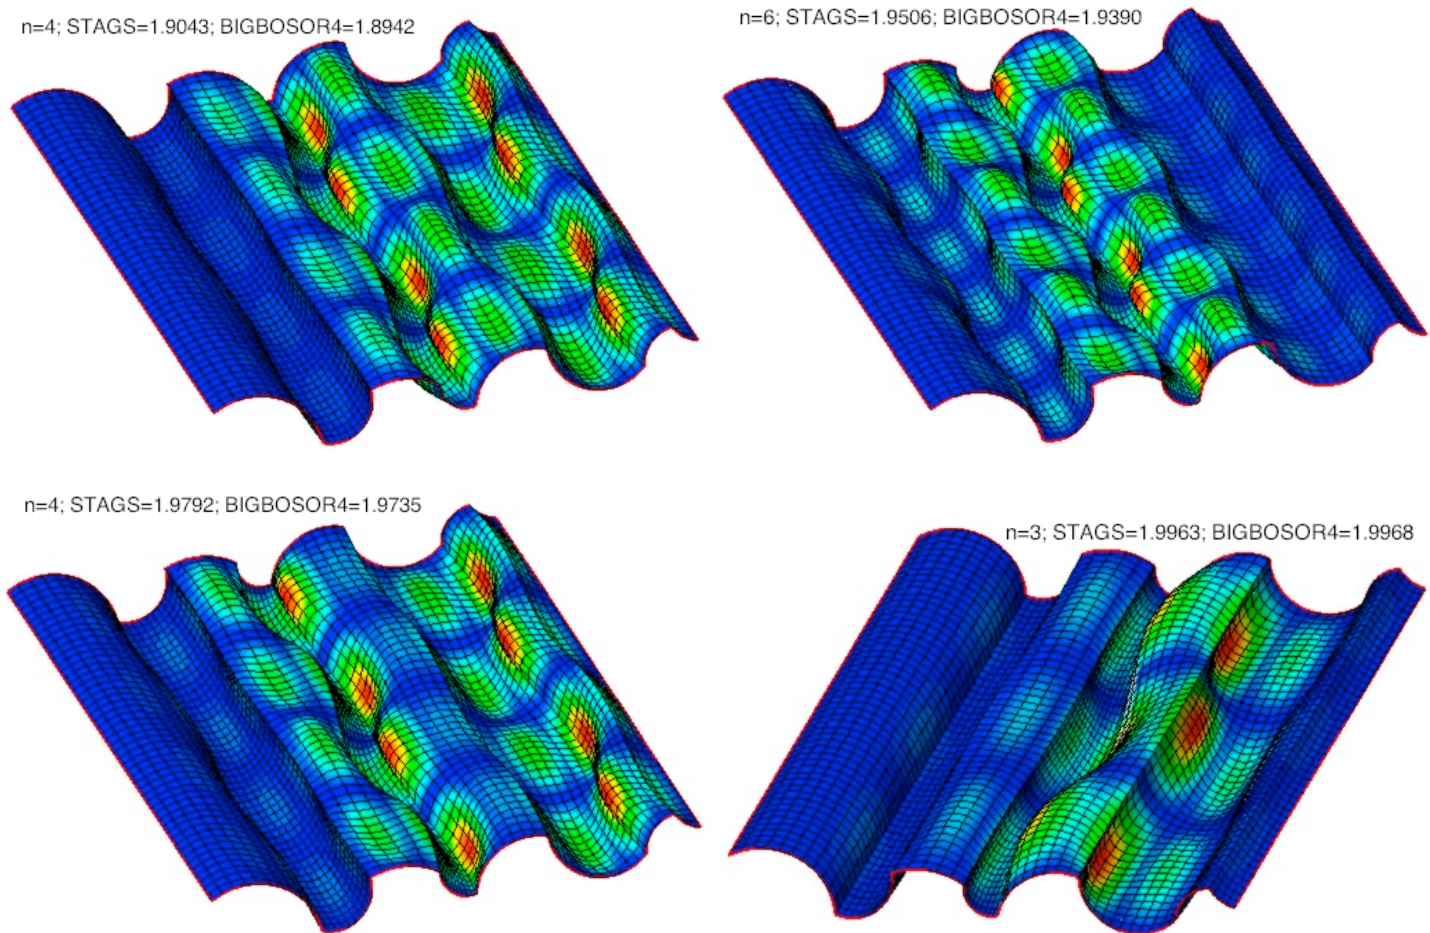 n=4; STAGS=1.9043; BIGBOSOR4=1.8942
n=6; STAGS=1.9506; BIGBOSOR4=1.9390
n=4; STAGS=1.9792; BIGBOSOR4=1.9735
n=3; STAGS=1.9963; BIGBOSOR4=1.9968